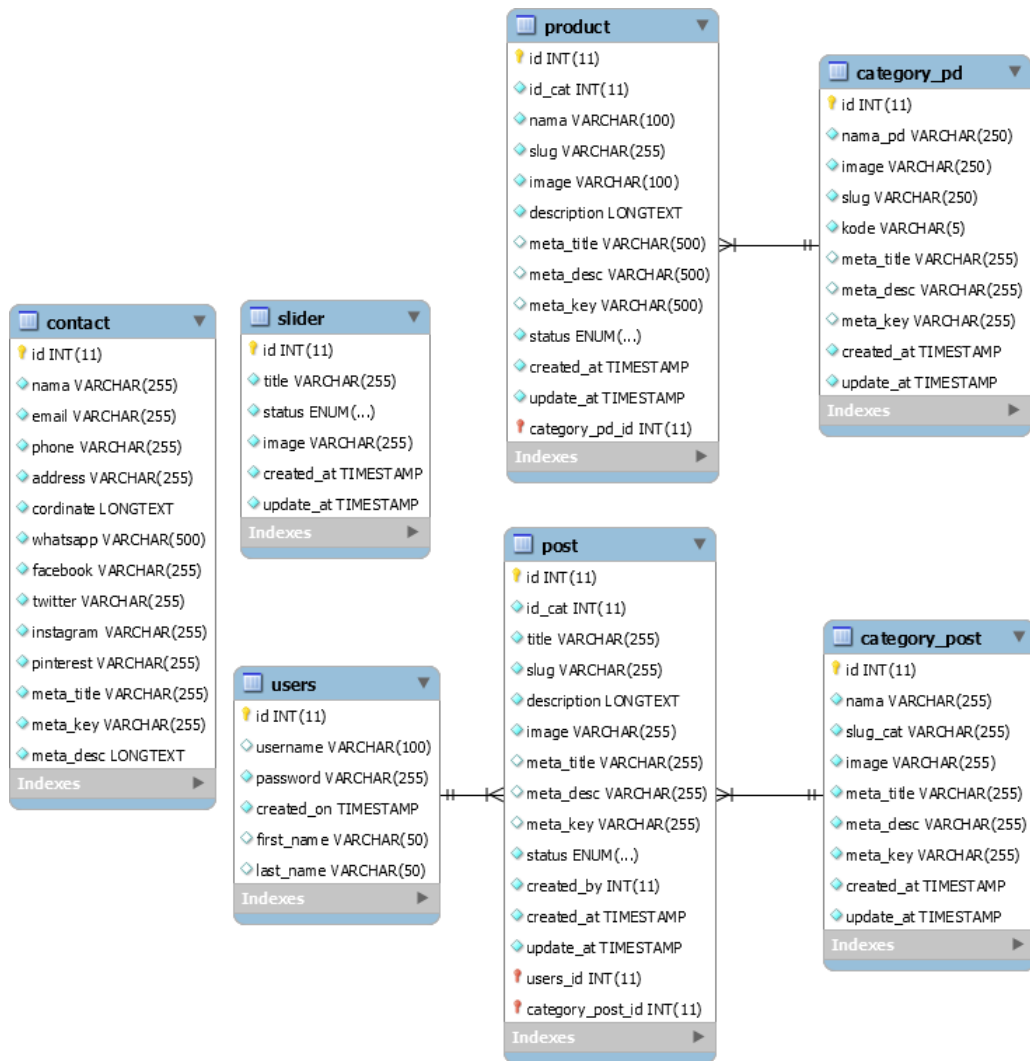 product
id INT(11)
id_cat INT(11)
nama VARCHAR(100)
slug VARCHAR(255)
image VARCHAR(100)
description LONGTEXT
meta_title VARCHAR(500)
meta_desc VARCHAR(500)
meta_key VARCHAR(500)
status ENUM(...)
created_at TIMESTAMP
update_at TIMESTAMP
category_pd_id INT(11)
Indexes
category_pd
id INT(11)
nama_pd VARCHAR(250)
image VARCHAR(250)
slug VARCHAR(250)
kode VARCHAR(5)
meta_title VARCHAR(255)
meta_desc VARCHAR(255)
meta_key VARCHAR(255)
created_at TIMESTAMP
update_at TIMESTAMP
Indexes
contact
id INT(11)
nama VARCHAR(255)
email VARCHAR(255)
phone VARCHAR(255)
address VARCHAR(255)
cordinate LONGTEXT
whatsapp VARCHAR(500)
facebook VARCHAR(255)
twitter VARCHAR(255)
instagram VARCHAR(255)
pinterest VARCHAR(255)
meta_title VARCHAR(255)
meta_key VARCHAR(255)
meta_desc LONGTEXT
Indexes
slider
id INT(11)
title VARCHAR(255)
status ENUM(...)
image VARCHAR(255)
created_at TIMESTAMP
update_at TIMESTAMP
Indexes
users
id INT(11)
username VARCHAR(100)
password VARCHAR(255)
created_on TIMESTAMP
first_name VARCHAR(50)
last_name VARCHAR(50)
Indexes
post
id INT(11)
id_cat INT(11)
title VARCHAR(255)
slug VARCHAR(255)
description LONGTEXT
image VARCHAR(255)
meta_title VARCHAR(255)
meta_desc VARCHAR(255)
meta_key VARCHAR(255)
status ENUM(...)
created_by INT(11)
created_at TIMESTAMP
update_at TIMESTAMP
users_id INT(11)
category_post_id INT(11)
Indexes
category_post
id INT(11)
nama VARCHAR(255)
slug_cat VARCHAR(255)
image VARCHAR(255)
meta_title VARCHAR(255)
meta_desc VARCHAR(255)
meta_key VARCHAR(255)
created_at TIMESTAMP
update_at TIMESTAMP
Indexes